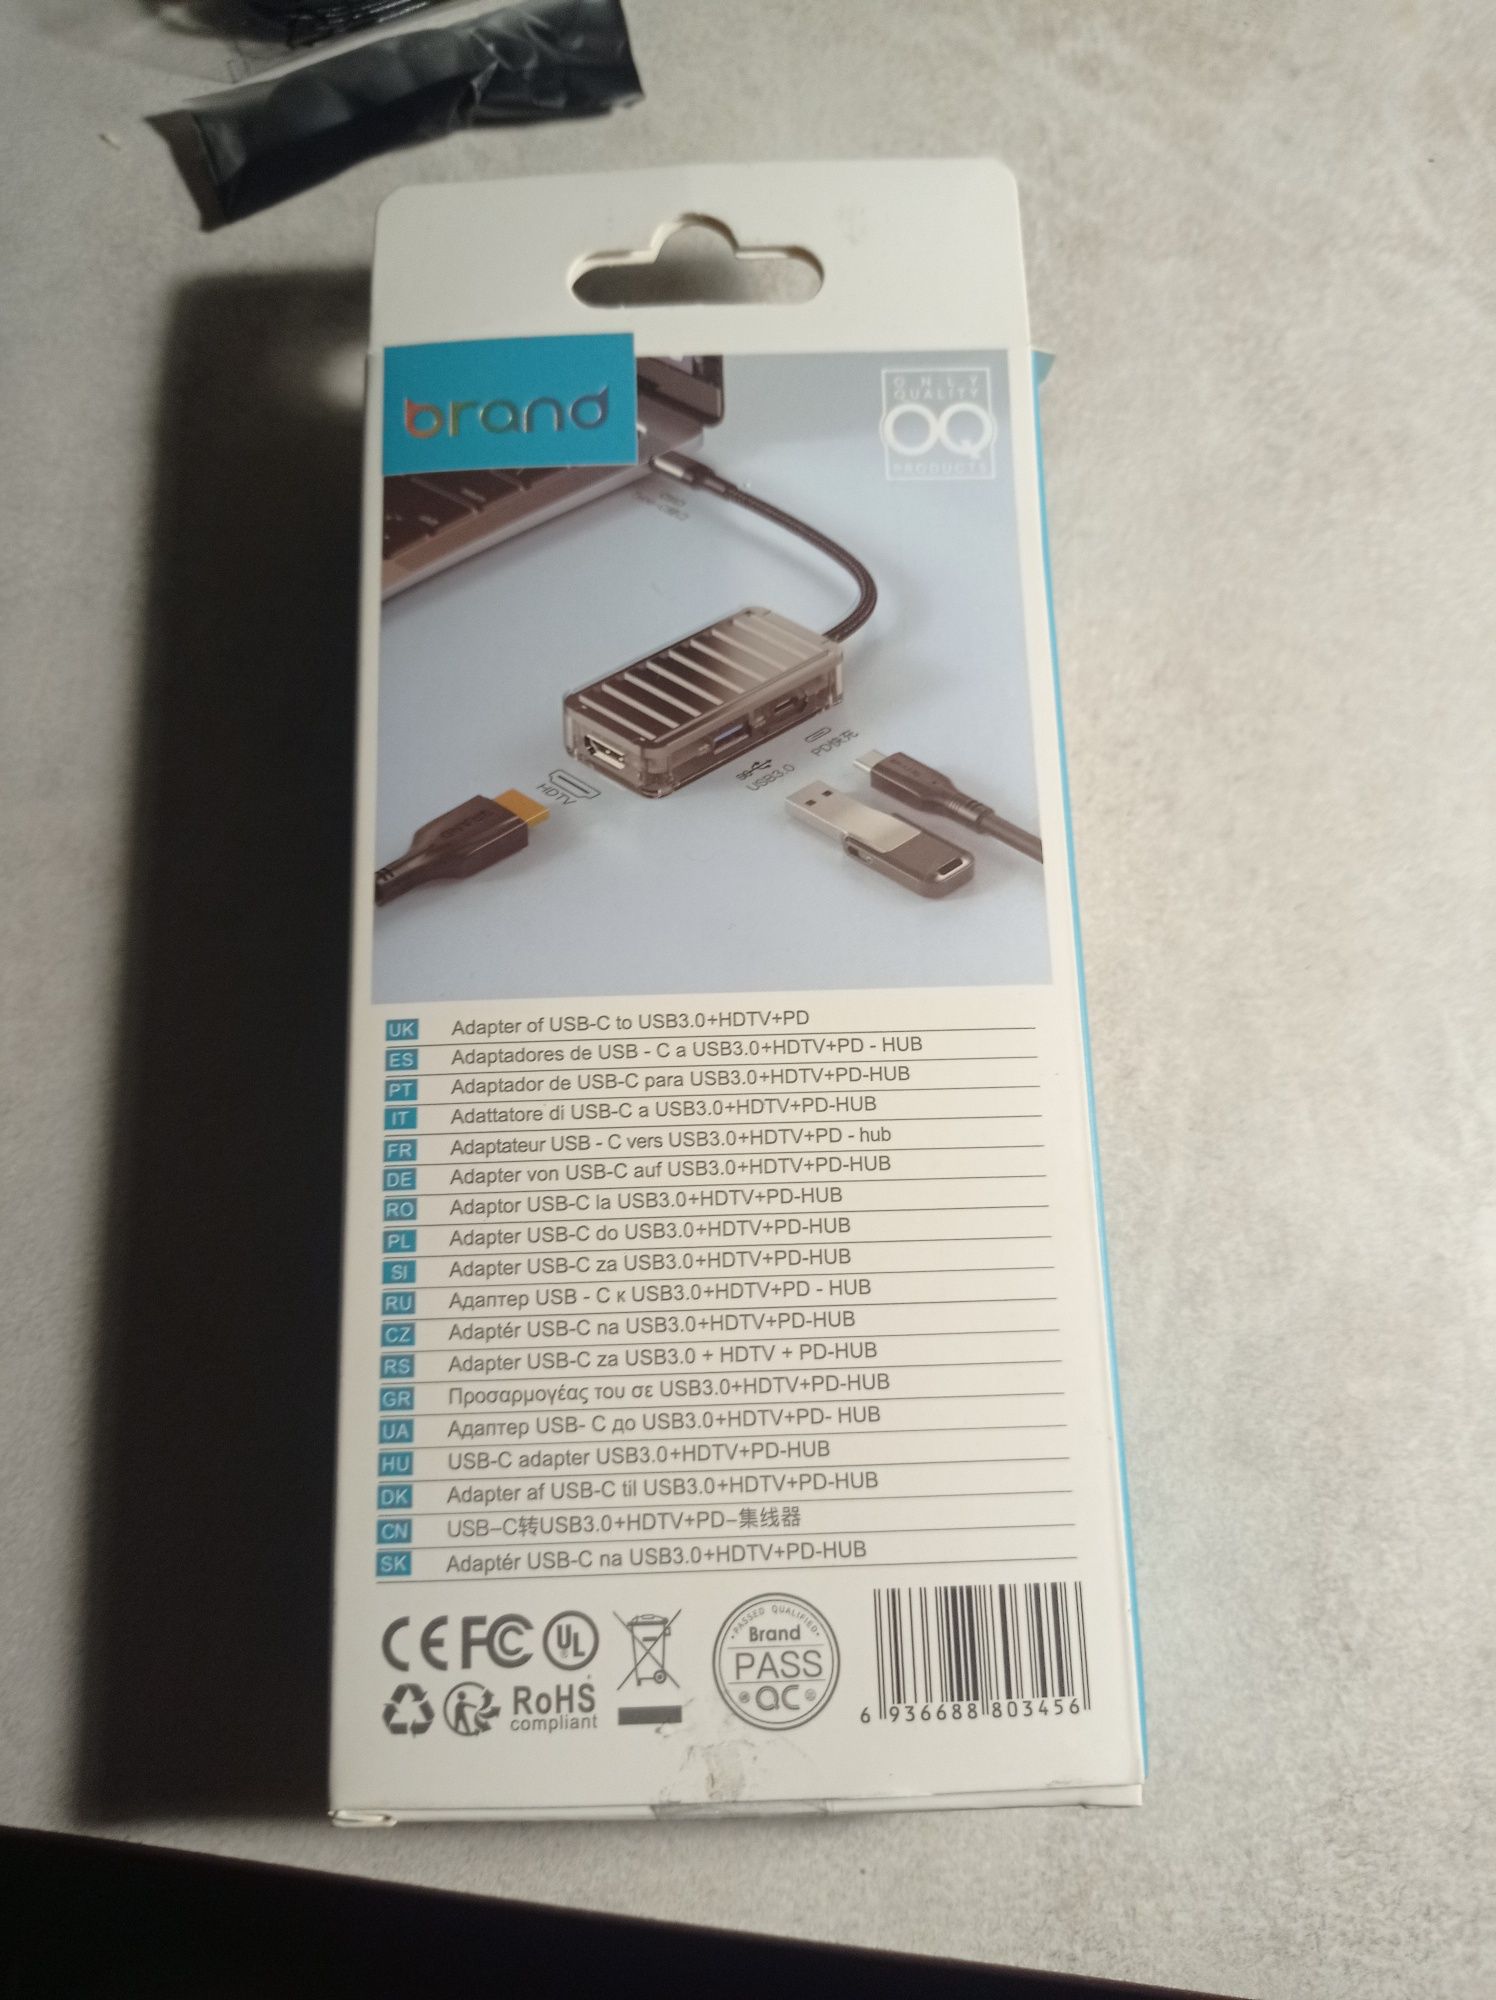 brand
ONLY
QUALITY
OQ
PRODUCTS
HDTV
USB3.0
PD快充
UK Adapter of USB-C to USB3.0+HDTV+PD
ES Adaptadores de USB - C a USB3.0+HDTV+PD - HUB
PT Adaptador de USB-C para USB3.0+HDTV+PD-HUB
IT Adattatore di USB-C a USB3.0+HDTV+PD-HUB
FR Adaptateur USB - C vers USB3.0+HDTV+PD - hub
DE Adapter von USB-C auf USB3.0+HDTV+PD-HUB
RO Adaptor USB-C la USB3.0+HDTV+PD-HUB
PL Adapter USB-C do USB3.0+HDTV+PD-HUB
SI Adapter USB-C za USB3.0+HDTV+PD-HUB
RU Адаптер USB - C к USB3.0+HDTV+PD - HUB
CZ Adaptér USB-C na USB3.0+HDTV+PD-HUB
RS Adapter USB-C za USB3.0 + HDTV + PD-HUB
GR Προσαρμογέας του σε USB3.0+HDTV+PD-HUB
UA Адаптер USB- C до USB3.0+HDTV+PD- HUB
HU USB-C adapter USB3.0+HDTV+PD-HUB
DK Adapter af USB-C til USB3.0+HDTV+PD-HUB
CN USB–C转USB3.0+HDTV+PD–集线器
SK Adaptér USB-C na USB3.0+HDTV+PD-HUB
CE FC UL
RoHS
compliant
PASSED QUALIFIED
Brand
PASS
QC
6 936688 803456